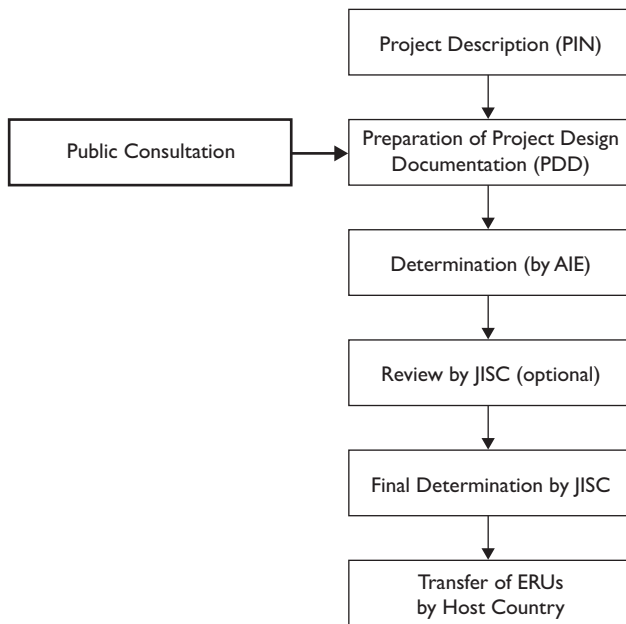 Project Description (PIN)
Public Consultation
Preparation of Project Design
Documentation (PDD)
Determination (by AIE)
Review by JISC (optional)
Final Determination by JISC
Transfer of ERUs
by Host Country